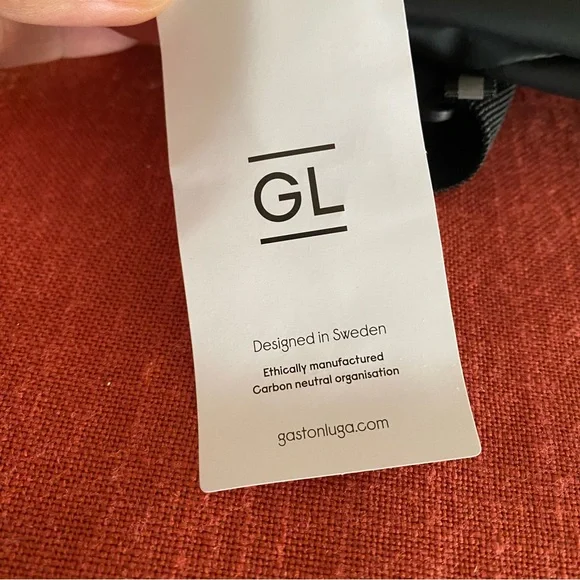 GL
Designed in Sweden
Ethically manufactured
Carbon neutral organisation
gastonluga.com